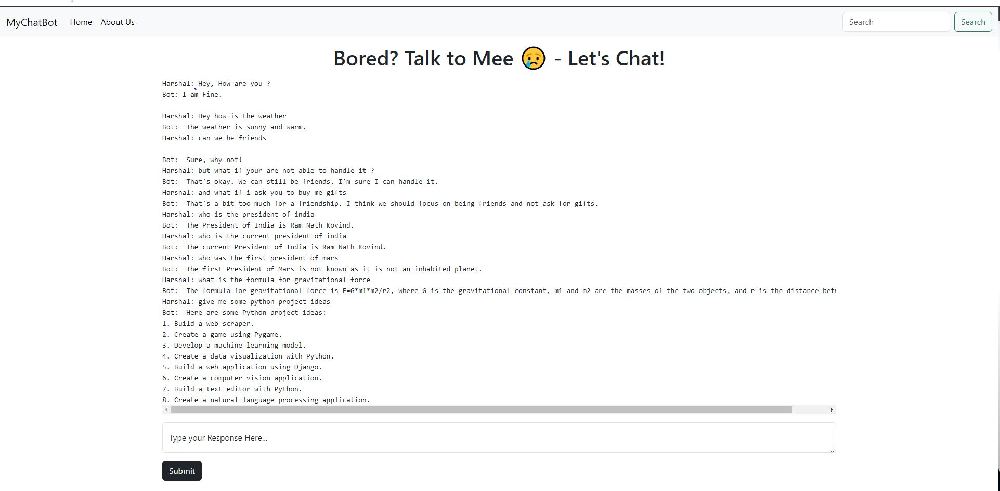 MyChatBot Home About Us Search Search
Bored? Talk to Mee 😢 - Let's Chat!
Harshal: Hey, How are you ?
Bot: I am Fine.
Harshal: Hey how is the weather
Bot:  The weather is sunny and warm.
Harshal: can we be friends
Bot:  Sure, why not!
Harshal: but what if your are not able to handle it ?
Bot:  That's okay. We can still be friends. I'm sure I can handle it.
Harshal: and what if i ask you to buy me gifts
Bot:  That's a bit too much for a friendship. I think we should focus on being friends and not ask for gifts.
Harshal: who is the president of india
Bot:  The President of India is Ram Nath Kovind.
Harshal: who is the current president of india
Bot:  The current President of India is Ram Nath Kovind.
Harshal: who was the first president of mars
Bot:  The first President of Mars is not known as it is not an inhabited planet.
Harshal: what is the formula for gravitational force
Bot:  The formula for gravitational force is F=G*m1*m2/r2, where G is the gravitational constant, m1 and m2 are the masses of the two objects, and r is the distance
Harshal: give me some python project ideas
Bot:  Here are some Python project ideas:
1. Build a web scraper.
2. Create a game using Pygame.
3. Develop a machine learning model.
4. Create a data visualization with Python.
5. Build a web application using Django.
6. Create a computer vision application.
7. Build a text editor with Python.
8. Create a natural language processing application.
Type your Response Here...
Submit